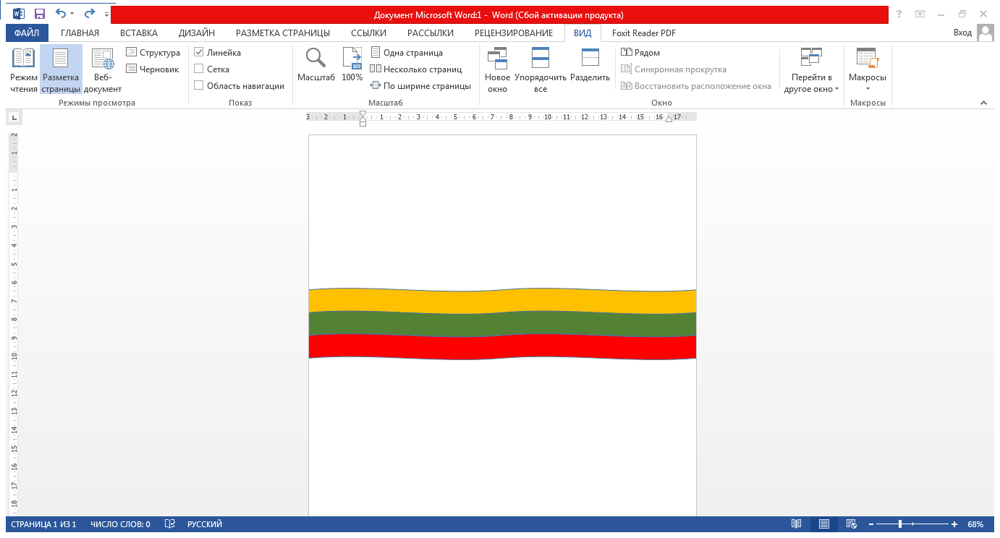 Документ Microsoft Word:1 - Word (Сбой активации продукта)
ФАЙЛ ГЛАВНАЯ ВСТАВКА ДИЗАЙН РАЗМЕТКА СТРАНИЦЫ ССЫЛКИ РАССЫЛКИ РЕЦЕНЗИРОВАНИЕ ВИД Foxit Reader PDF Вход
Режим чтения
Разметка страницы
Веб-документ
Структура
Черновик
Режимы просмотра
Линейка
Сетка
Область навигации
Показ
Масштаб
100
100%
Одна страница
Несколько страниц
По ширине страницы
Масштаб
Новое окно
Упорядочить все
Разделить
Рядом
Синхронная прокрутка
Восстановить расположение окна
Перейти в другое окно
Окно
Макросы
Макросы
3 2 1 1 2 3 4 5 6 7 8 9 10 11 12 13 14 15 16 17
2 1 1 2 3 4 5 6 7 8 9 10 11 12 13 14 15 16 17 18
СТРАНИЦА 1 ИЗ 1 ЧИСЛО СЛОВ: 0 РУССКИЙ 68%